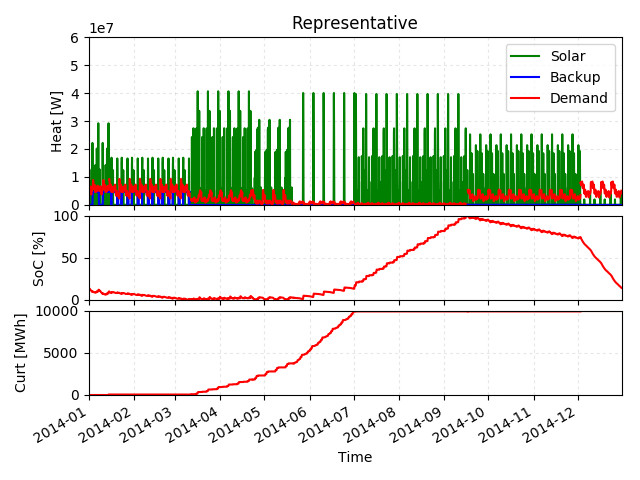 Representative
1e7
6
5
4
3
2
1
0
Heat [W]
Solar
Backup
Demand
100
50
0
SoC [%]
10000
5000
0
Curt [MWh]
2014-01
2014-02
2014-03
2014-04
2014-05
2014-06
2014-07
2014-08
2014-09
2014-10
2014-11
2014-12
Time